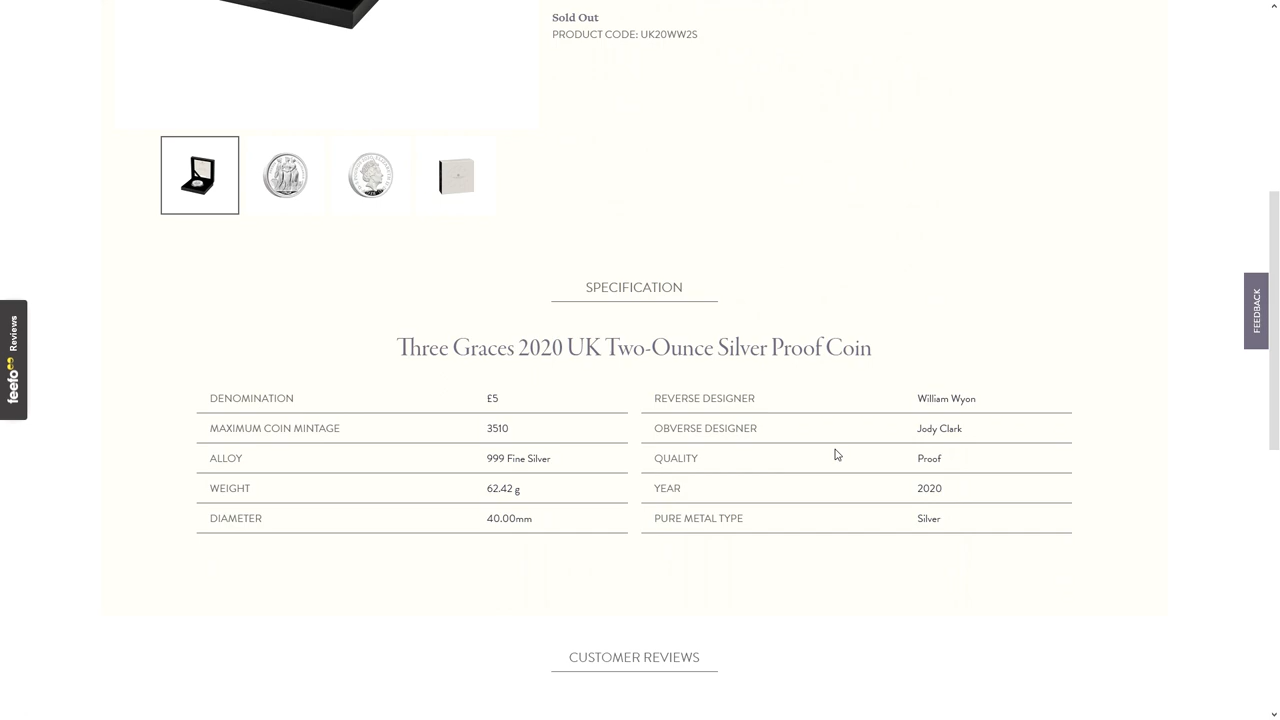 Sold Out
PRODUCT CODE: UK20WW2S
SPECIFICATION
Three Graces 2020 UK Two-Ounce Silver Proof Coin
DENOMINATION £5
MAXIMUM COIN MINTAGE 3510
ALLOY 999 Fine Silver
WEIGHT 62.42 g
DIAMETER 40.00mm
REVERSE DESIGNER William Wyon
OBVERSE DESIGNER Jody Clark
QUALITY Proof
YEAR 2020
PURE METAL TYPE Silver
CUSTOMER REVIEWS
feefo Reviews
FEEDBACK